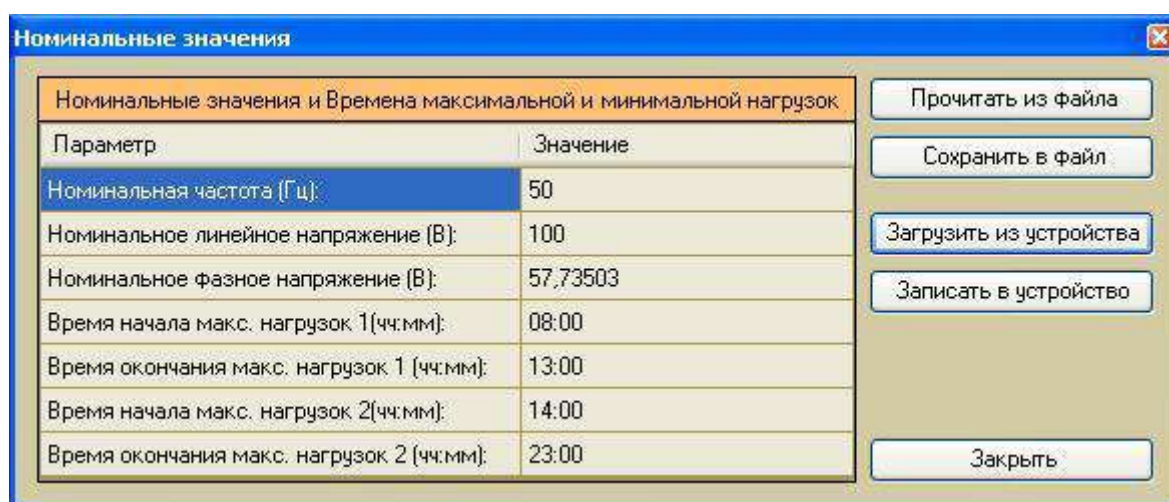 Номинальные значения
Номинальные значения и Времена максимальной и минимальной нагрузок
Параметр Значение
Номинальная частота (Гц): 50
Номинальное линейное напряжение (В): 100
Номинальное фазное напряжение (В): 57,73503
Время начала макс. нагрузок 1(чч:мм): 08:00
Время окончания макс. нагрузок 1 (чч:мм): 13:00
Время начала макс. нагрузок 2(чч:мм): 14:00
Время окончания макс. нагрузок 2 (чч:мм): 23:00
Прочитать из файла
Сохранить в файл
Загрузить из устройства
Записать в устройство
Закрыть